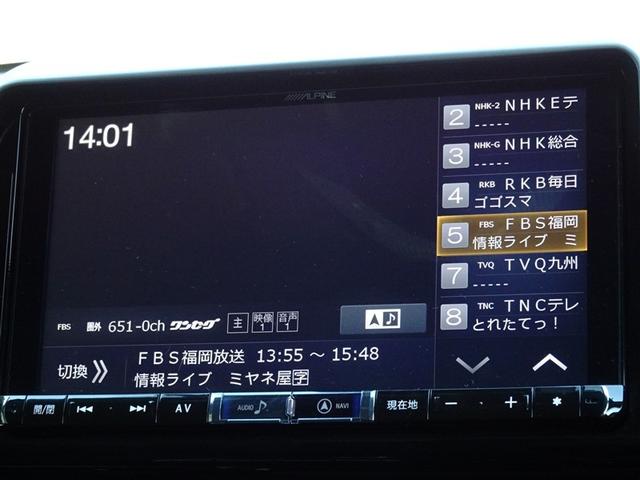 ALPINE
14:01
2 NHK-2 NHKEテ
-----
3 NHK-G NHK総合
-----
4 RKB RKB毎日
ゴゴスマ
5 FBS FBS福岡
情報ライブ ミ
7 TVQ TVQ九州
-----
8 TNC TNCテレ
とれたてっ!
FBS 圏外 651-0ch ワンセグ 主 映像1 音声1
切換 FBS福岡放送 13:55 ~ 15:48
情報ライブ ミヤネ屋字
開/閉 AV AUDIO NAVI 現在地 − +